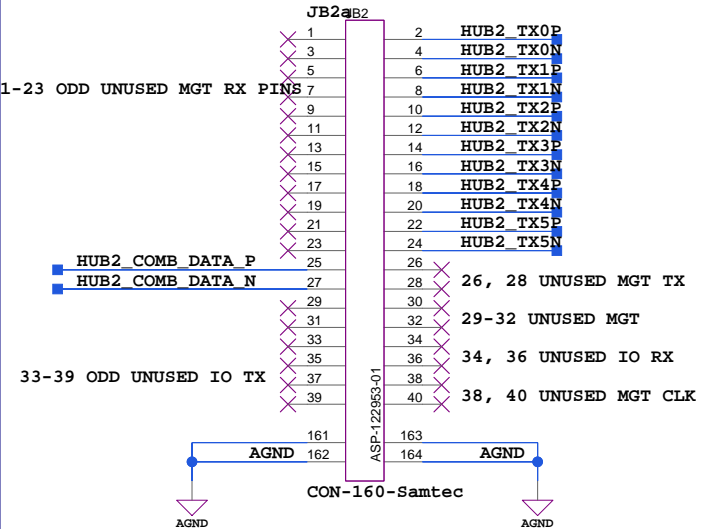 JB2a JB2
1 2 HUB2_TX0P
3 4 HUB2_TX0N
5 6 HUB2_TX1P
1-23 ODD UNUSED MGT RX PINS 7 8 HUB2_TX1N
9 10 HUB2_TX2P
11 12 HUB2_TX2N
13 14 HUB2_TX3P
15 16 HUB2_TX3N
17 18 HUB2_TX4P
19 20 HUB2_TX4N
21 22 HUB2_TX5P
23 24 HUB2_TX5N
HUB2_COMB_DATA_P 25 26
HUB2_COMB_DATA_N 27 28 26, 28 UNUSED MGT TX
29 30
31 32 29-32 UNUSED MGT
33 34
35 36 34, 36 UNUSED IO RX
33-39 ODD UNUSED IO TX 37 38
39 40 38, 40 UNUSED MGT CLK
ASP-122953-01
161 163
AGND 162 164 AGND
CON-160-Samtec
AGND AGND